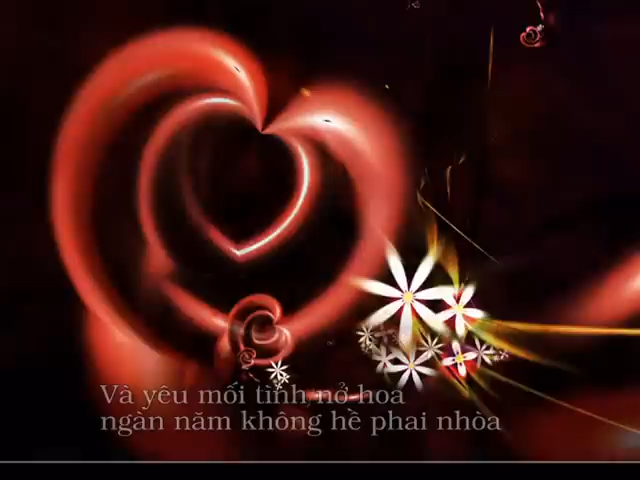 Và yêu mối tình nở hoa
ngàn năm không hề phai nhòa